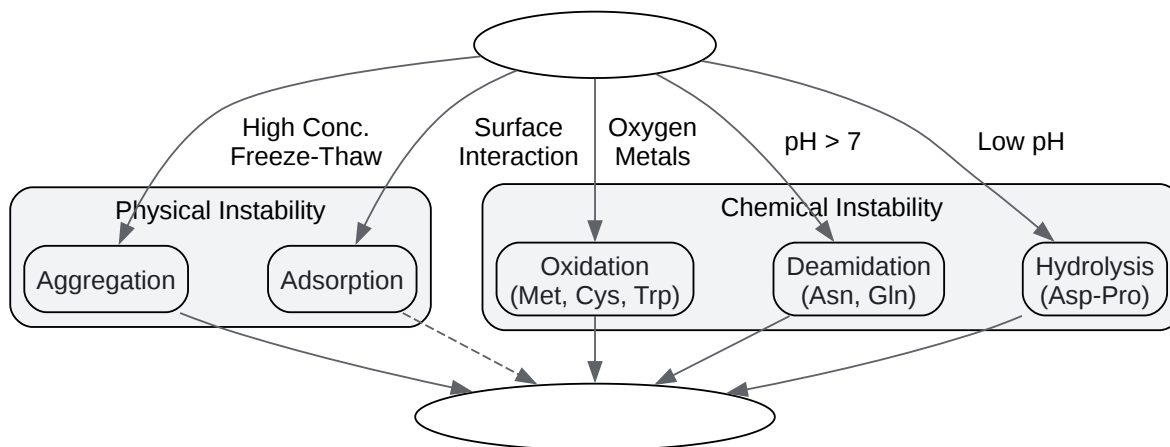 High Conc.
Freeze-Thaw
Surface
Interaction
Oxygen
Metals
pH > 7
Low pH
Physical Instability
Chemical Instability
Aggregation
Adsorption
Oxidation
(Met, Cys, Trp)
Deamidation
(Asn, Gln)
Hydrolysis
(Asp-Pro)